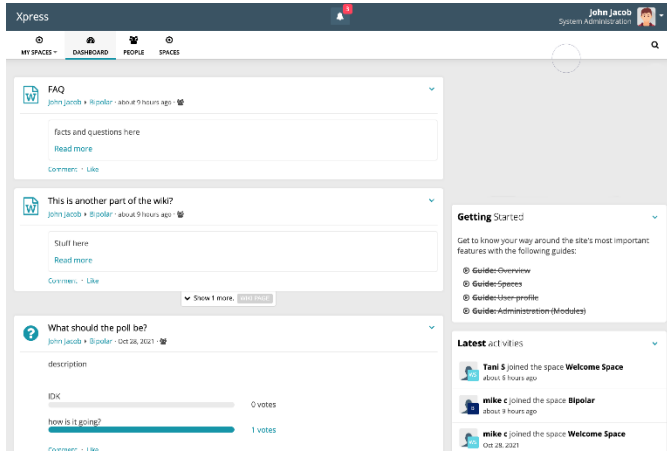 Xpress
3
John Jacob
System Administration
MY SPACES
DASHBOARD
PEOPLE
SPACES
FAQ
John Jacob Bipolar · about 9 hours ago ·
facts and questions here
Read more
Comment · Like
This is another part of the wiki?
John Jacob Bipolar · about 9 hours ago ·
Stuff here
Read more
Comment · Like
Show 1 more. WIKI PAGE
What should the poll be?
John Jacob Bipolar · Oct 28, 2021 ·
description
IDK
0 votes
how is it going?
1 votes
Comment · Like
Getting Started
Get to know your way around the site's most important
features with the following guides:
Guide: Overview
Guide: Spaces
Guide: User profile
Guide: Administration (Modules)
Latest activities
Tani S joined the space Welcome Space
about 6 hours ago
WS
mike c joined the space Bipolar
about 9 hours ago
B
mike c joined the space Welcome Space
Oct 28, 2021
WS